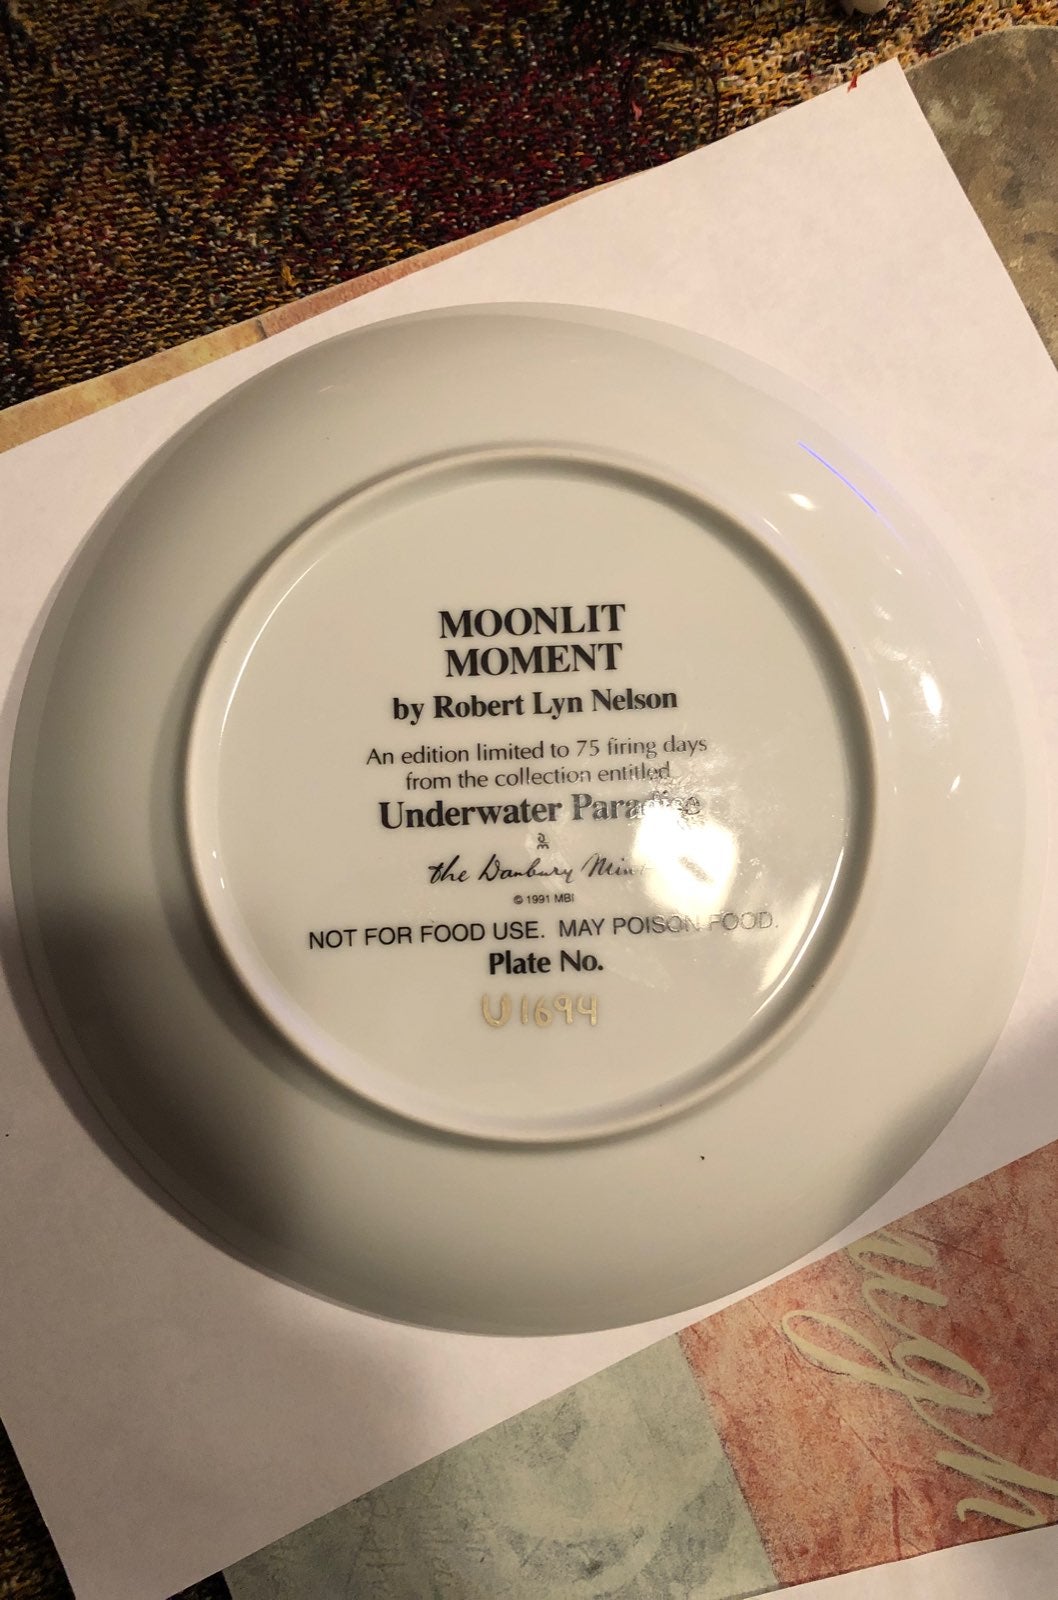 MOONLIT
MOMENT
by Robert Lyn Nelson
An edition limited to 75 firing days
from the collection entitled
Underwater Paradise
the Danbury Mint
© 1991 MBI
NOT FOR FOOD USE. MAY POISON FOOD.
Plate No.
U1694